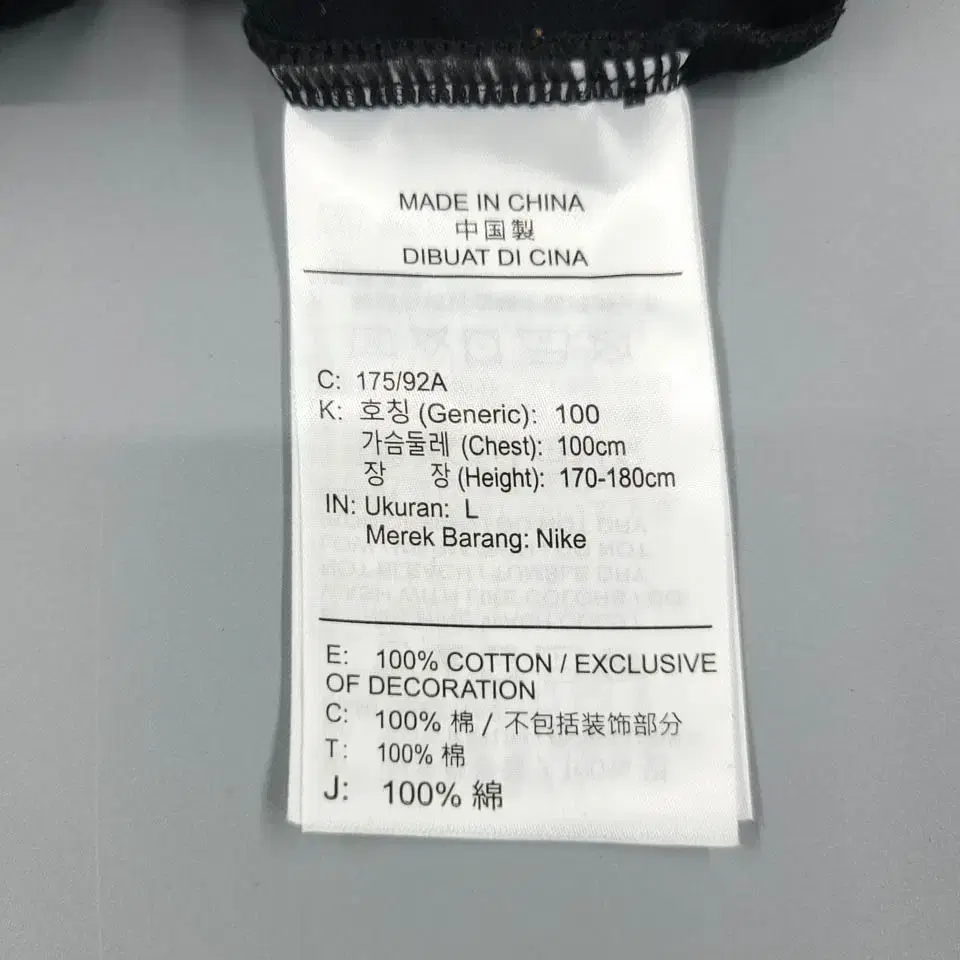 MADE IN CHINA
中国製
DIBUAT DI CINA
C: 175/92A
K: 호칭 (Generic): 100
가슴둘레 (Chest): 100cm
장 장 (Height): 170-180cm
IN: Ukuran: L
Merek Barang: Nike
E: 100% COTTON / EXCLUSIVE
OF DECORATION
C: 100% 棉 / 不包括装饰部分
T: 100% 棉
J: 100% 綿